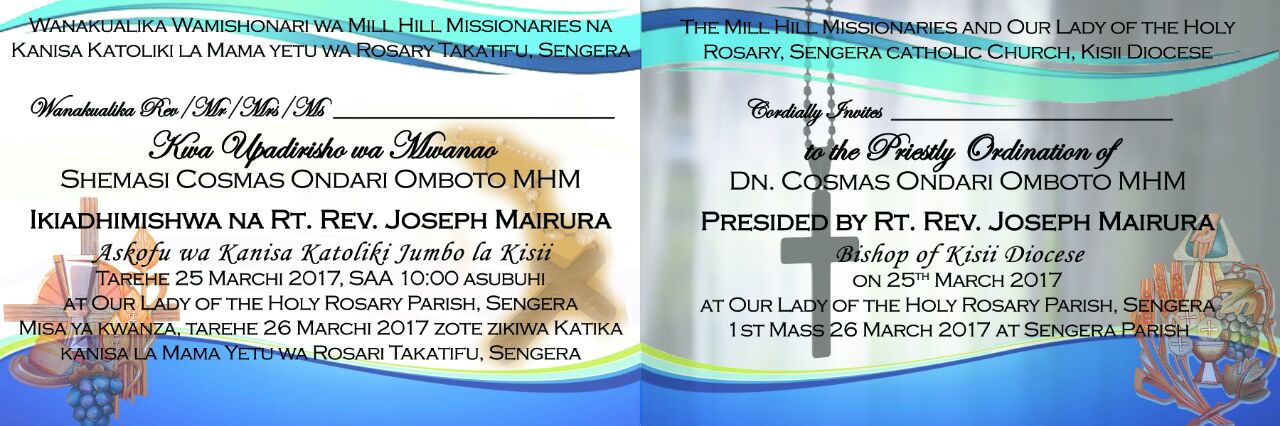 Wanakualika Wamishonari wa Mill Hill Missionaries na
Kanisa Katoliki la Mama yetu wa Rosary Takatifu, Sengera
Wanakualika Rev/Mr/Mrs/Ms
Kwa Upadirisho wa Mwanao
Shemasi Cosmas Ondari Omboto MHM
Ikiadhimishwa na Rt. Rev. Joseph Mairura
Askofu wa Kanisa Katoliki Jumbo la Kisii
Tarehe 25 Marchi 2017, SAA 10:00 asubuhi
at Our Lady of the Holy Rosary Parish, Sengera
Misa ya kwanza, tarehe 26 Marchi 2017 zote zikiwa Katika
kanisa la Mama Yetu wa Rosari Takatifu, Sengera
The Mill Hill Missionaries and Our Lady of the Holy
Rosary, Sengera catholic Church, Kisii Diocese
Cordially Invites
to the Priestly Ordination of
Dn. Cosmas Ondari Omboto MHM
Presided by Rt. Rev. Joseph Mairura
Bishop of Kisii Diocese
on 25th March 2017
at Our Lady of the Holy Rosary Parish, Sengera
1st Mass 26 March 2017 at Sengera Parish